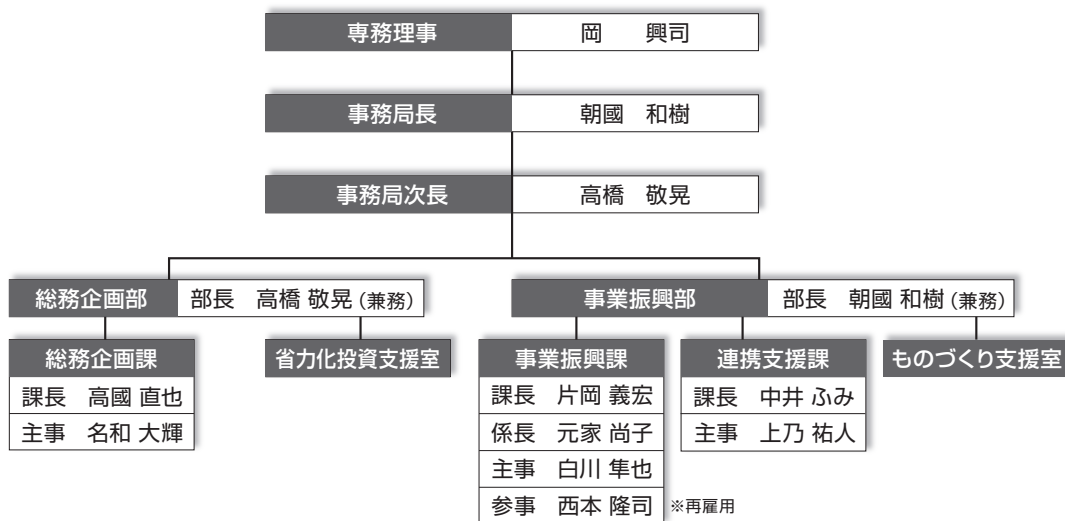 専務理事 岡　興司
事務局長 朝國 和樹
事務局次長 高橋 敬晃
総務企画部 部長 高橋 敬晃(兼務)
事業振興部 部長 朝國 和樹(兼務)
総務企画課
課長 高國 直也
主事 名和 大輝
省力化投資支援室
事業振興課
課長 片岡 義宏
係長 元家 尚子
主事 白川 隼也
参事 西本 隆司 ※再雇用
連携支援課
課長 中井 ふみ
主事 上乃 祐人
ものづくり支援室